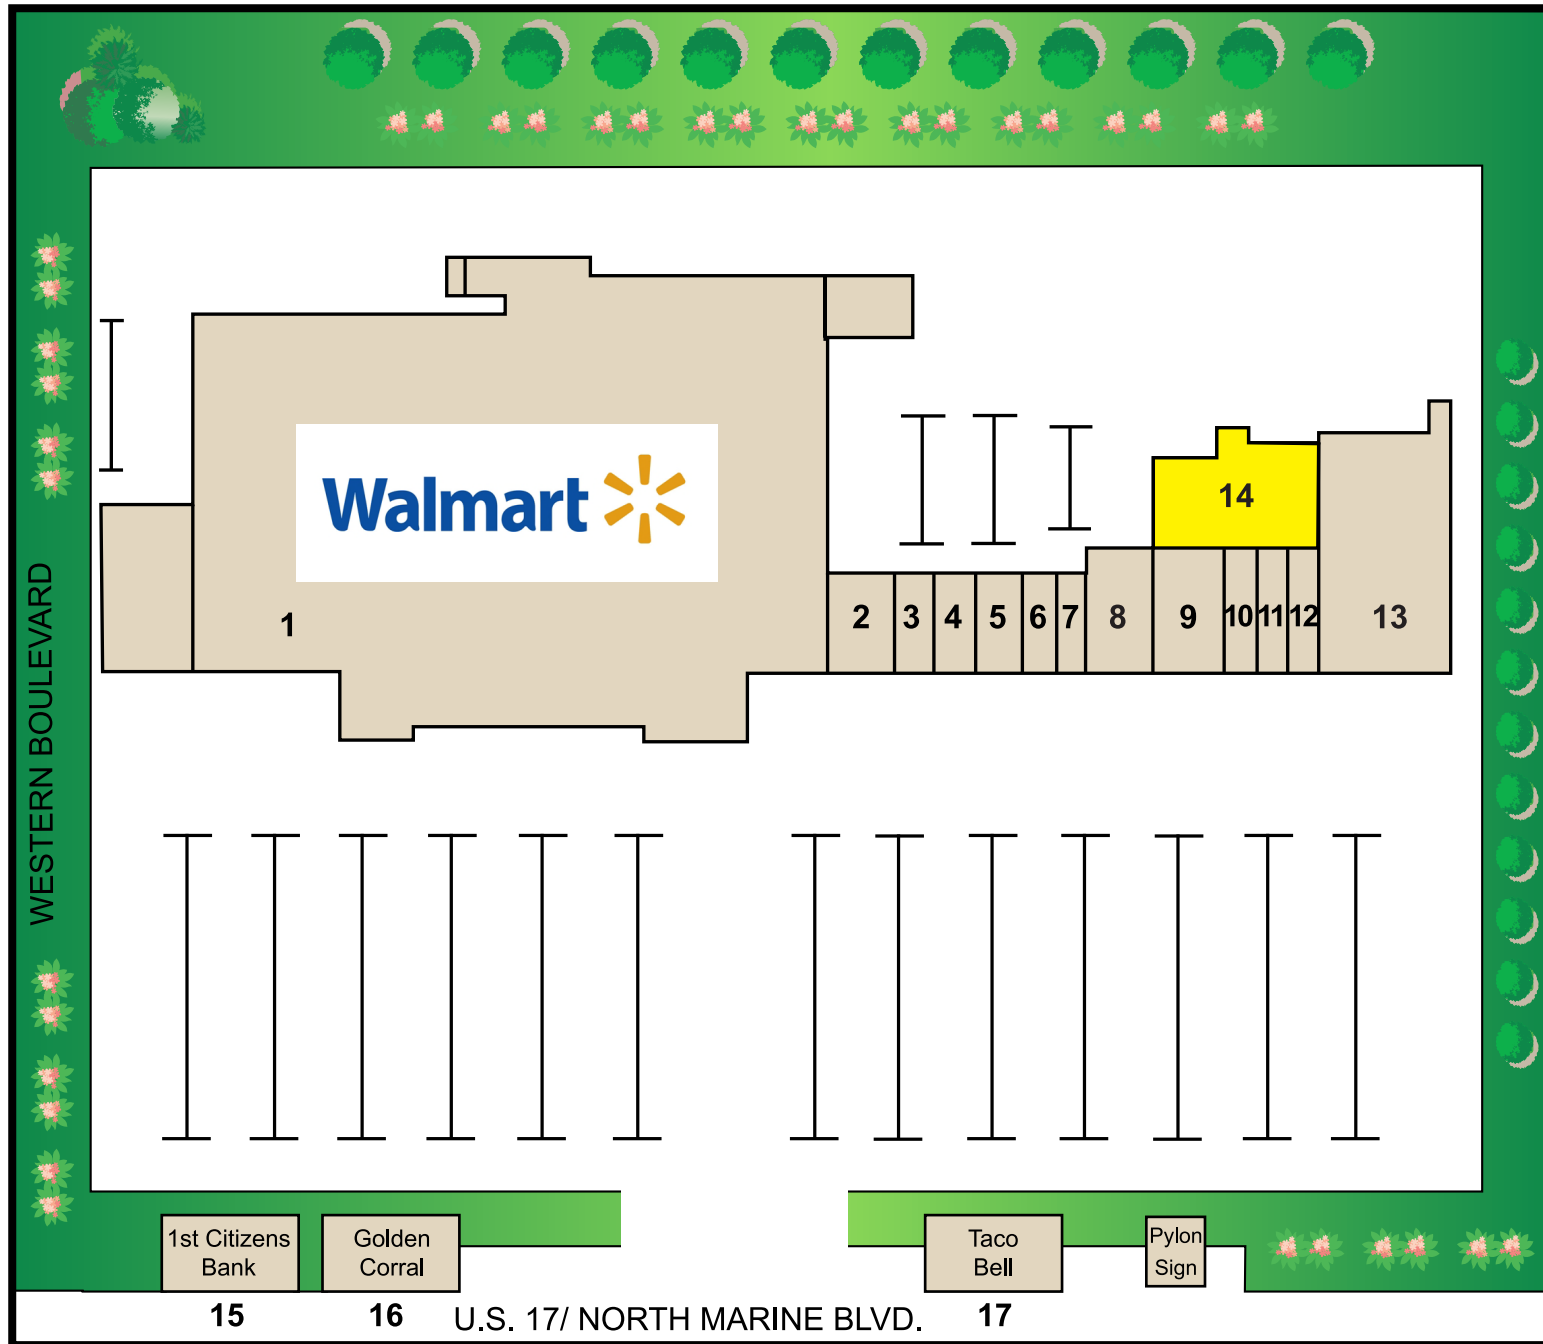 Walmart
14
1
2 3 4 5 6 7 8 9 10 11 12 13
WESTERN BOULEVARD
1st Citizens
Bank
Golden
Corral
Taco
Bell
Pylon
Sign
15 16 U.S. 17/ NORTH MARINE BLVD. 17